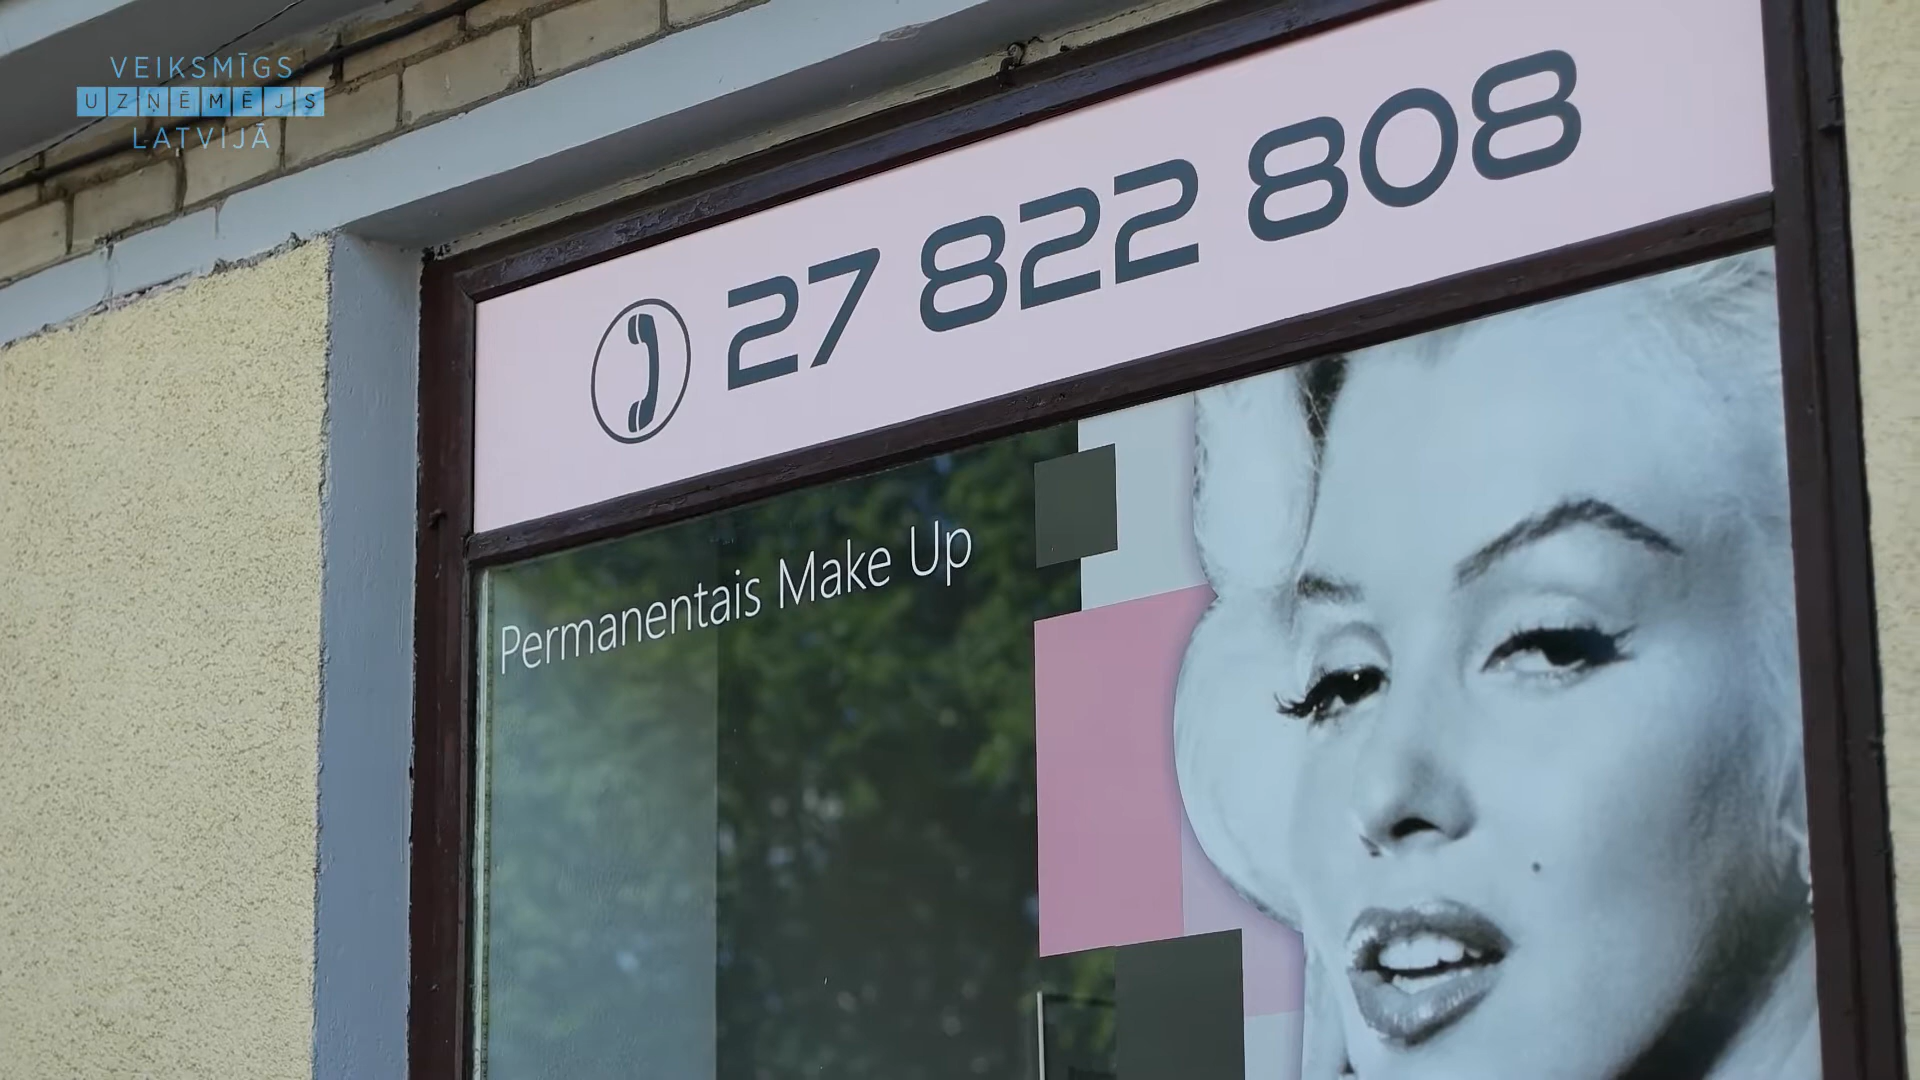 VEIKSMĪGS
UZŅĒMĒJS
LATVIJĀ
27 822 808
Permanentais Make Up